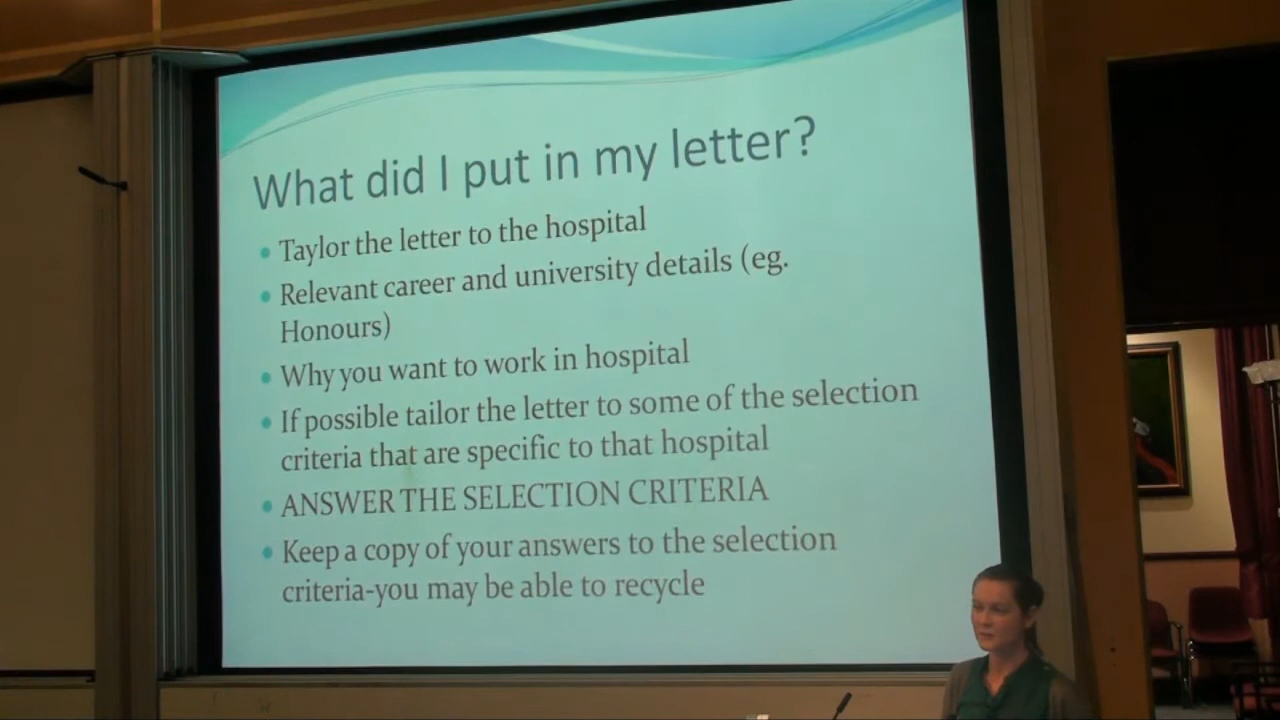 What did I put in my letter?
Taylor the letter to the hospital
Relevant career and university details (eg.
Honours)
Why you want to work in hospital
If possible tailor the letter to some of the selection
criteria that are specific to that hospital
ANSWER THE SELECTION CRITERIA
Keep a copy of your answers to the selection
criteria-you may be able to recycle